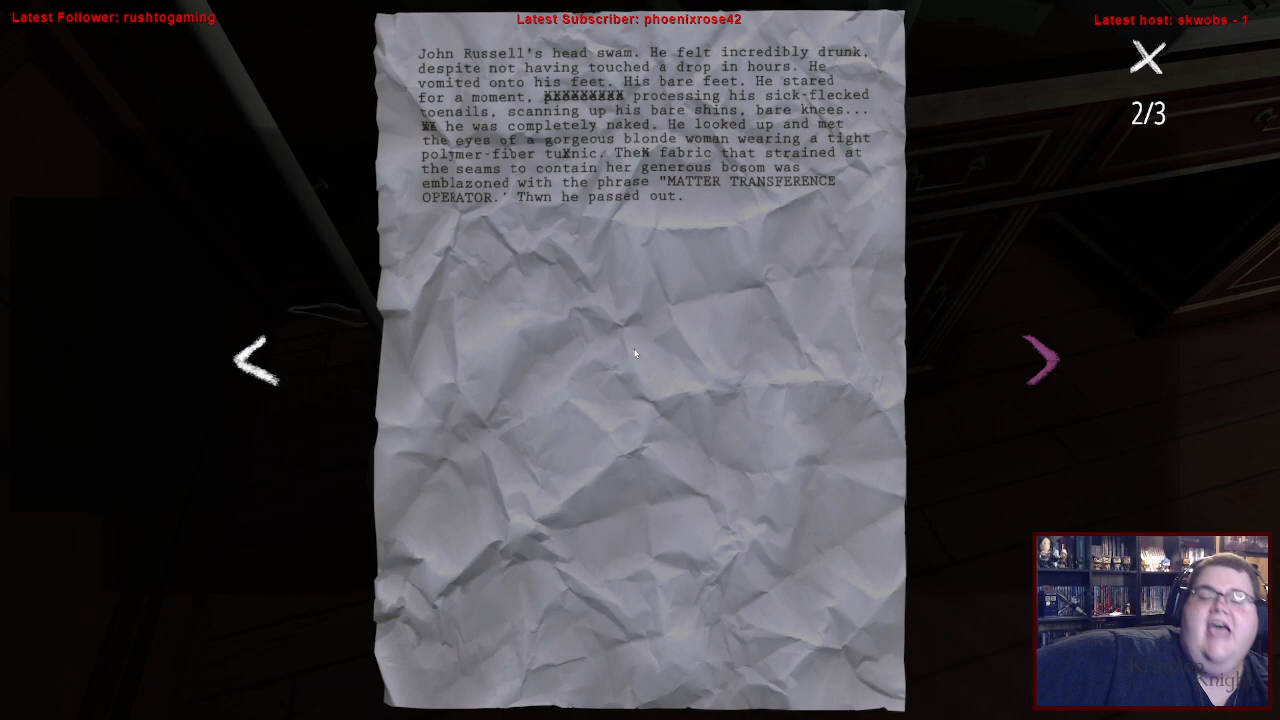 Latest Follower: rushtogaming
Latest Subscriber: phoenixrose42
Latest host: skwobs - 1
2/3
John Russell's head swam. He felt incredibly drunk,
despite not having touched a drop in hours. He
vomited onto his feet. His bare feet. He stared
for a moment, XXXXXXXXX processing his sick-flecked
toenails, scanning up his bare shins, bare knees...
XX he was completely naked. He looked up and met
the eyes of a gorgeous blonde woman wearing a tight
polymer-fiber tuXnic. TheX fabric that strained at
the seams to contain her generous bosom was
emblazoned with the phrase "MATTER TRANSFERENCE
OPERATOR.' Thwn he passed out.